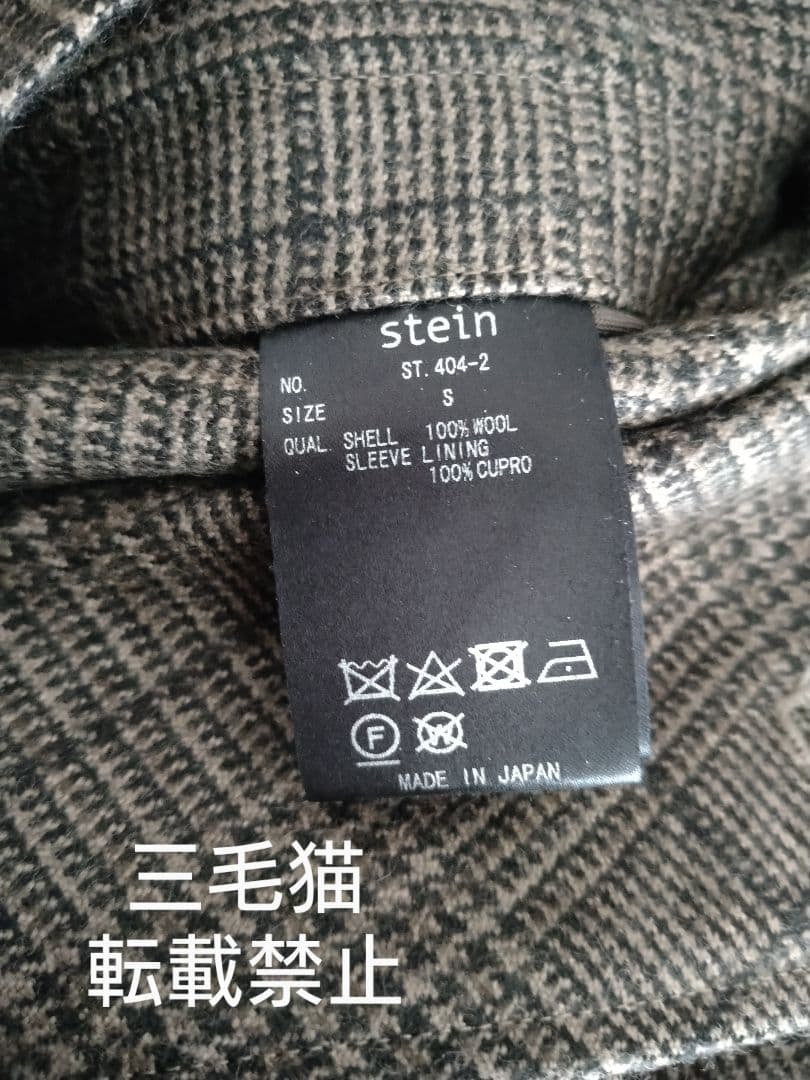 stein
NO. ST.404-2
SIZE S
QUAL. SHELL 100%WOOL
SLEEVE LINING
100%CUPRO
F W
MADE IN JAPAN
三毛猫
転載禁止